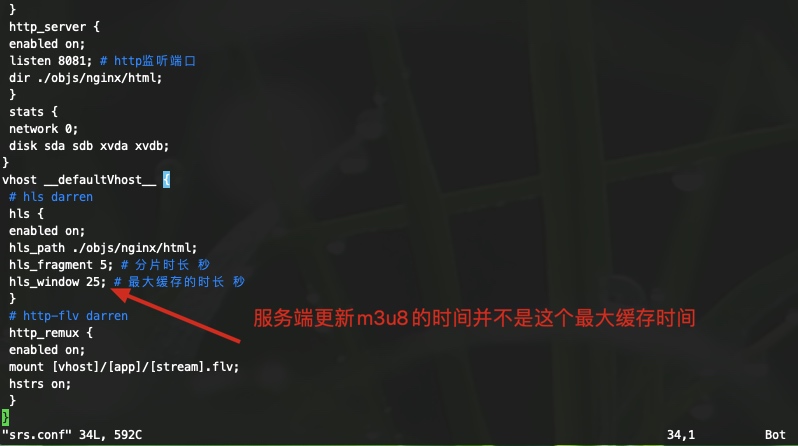 }
http_server {
enabled on;
listen 8081; # http监听端口
dir ./objs/nginx/html;
}
stats {
network 0;
disk sda sdb xvda xvdb;
}
vhost __defaultVhost__ {
# hls darren
hls {
enabled on;
hls_path ./objs/nginx/html;
hls_fragment 5; # 分片时长 秒
hls_window 25; # 最大缓存的时长 秒
}
服务端更新m3u8的时间并不是这个最大缓存时间
# http-flv darren
http_remux {
enabled on;
mount [vhost]/[app]/[stream].flv;
hstrs on;
}
}
"srs.conf" 34L, 592C 34,1 Bot